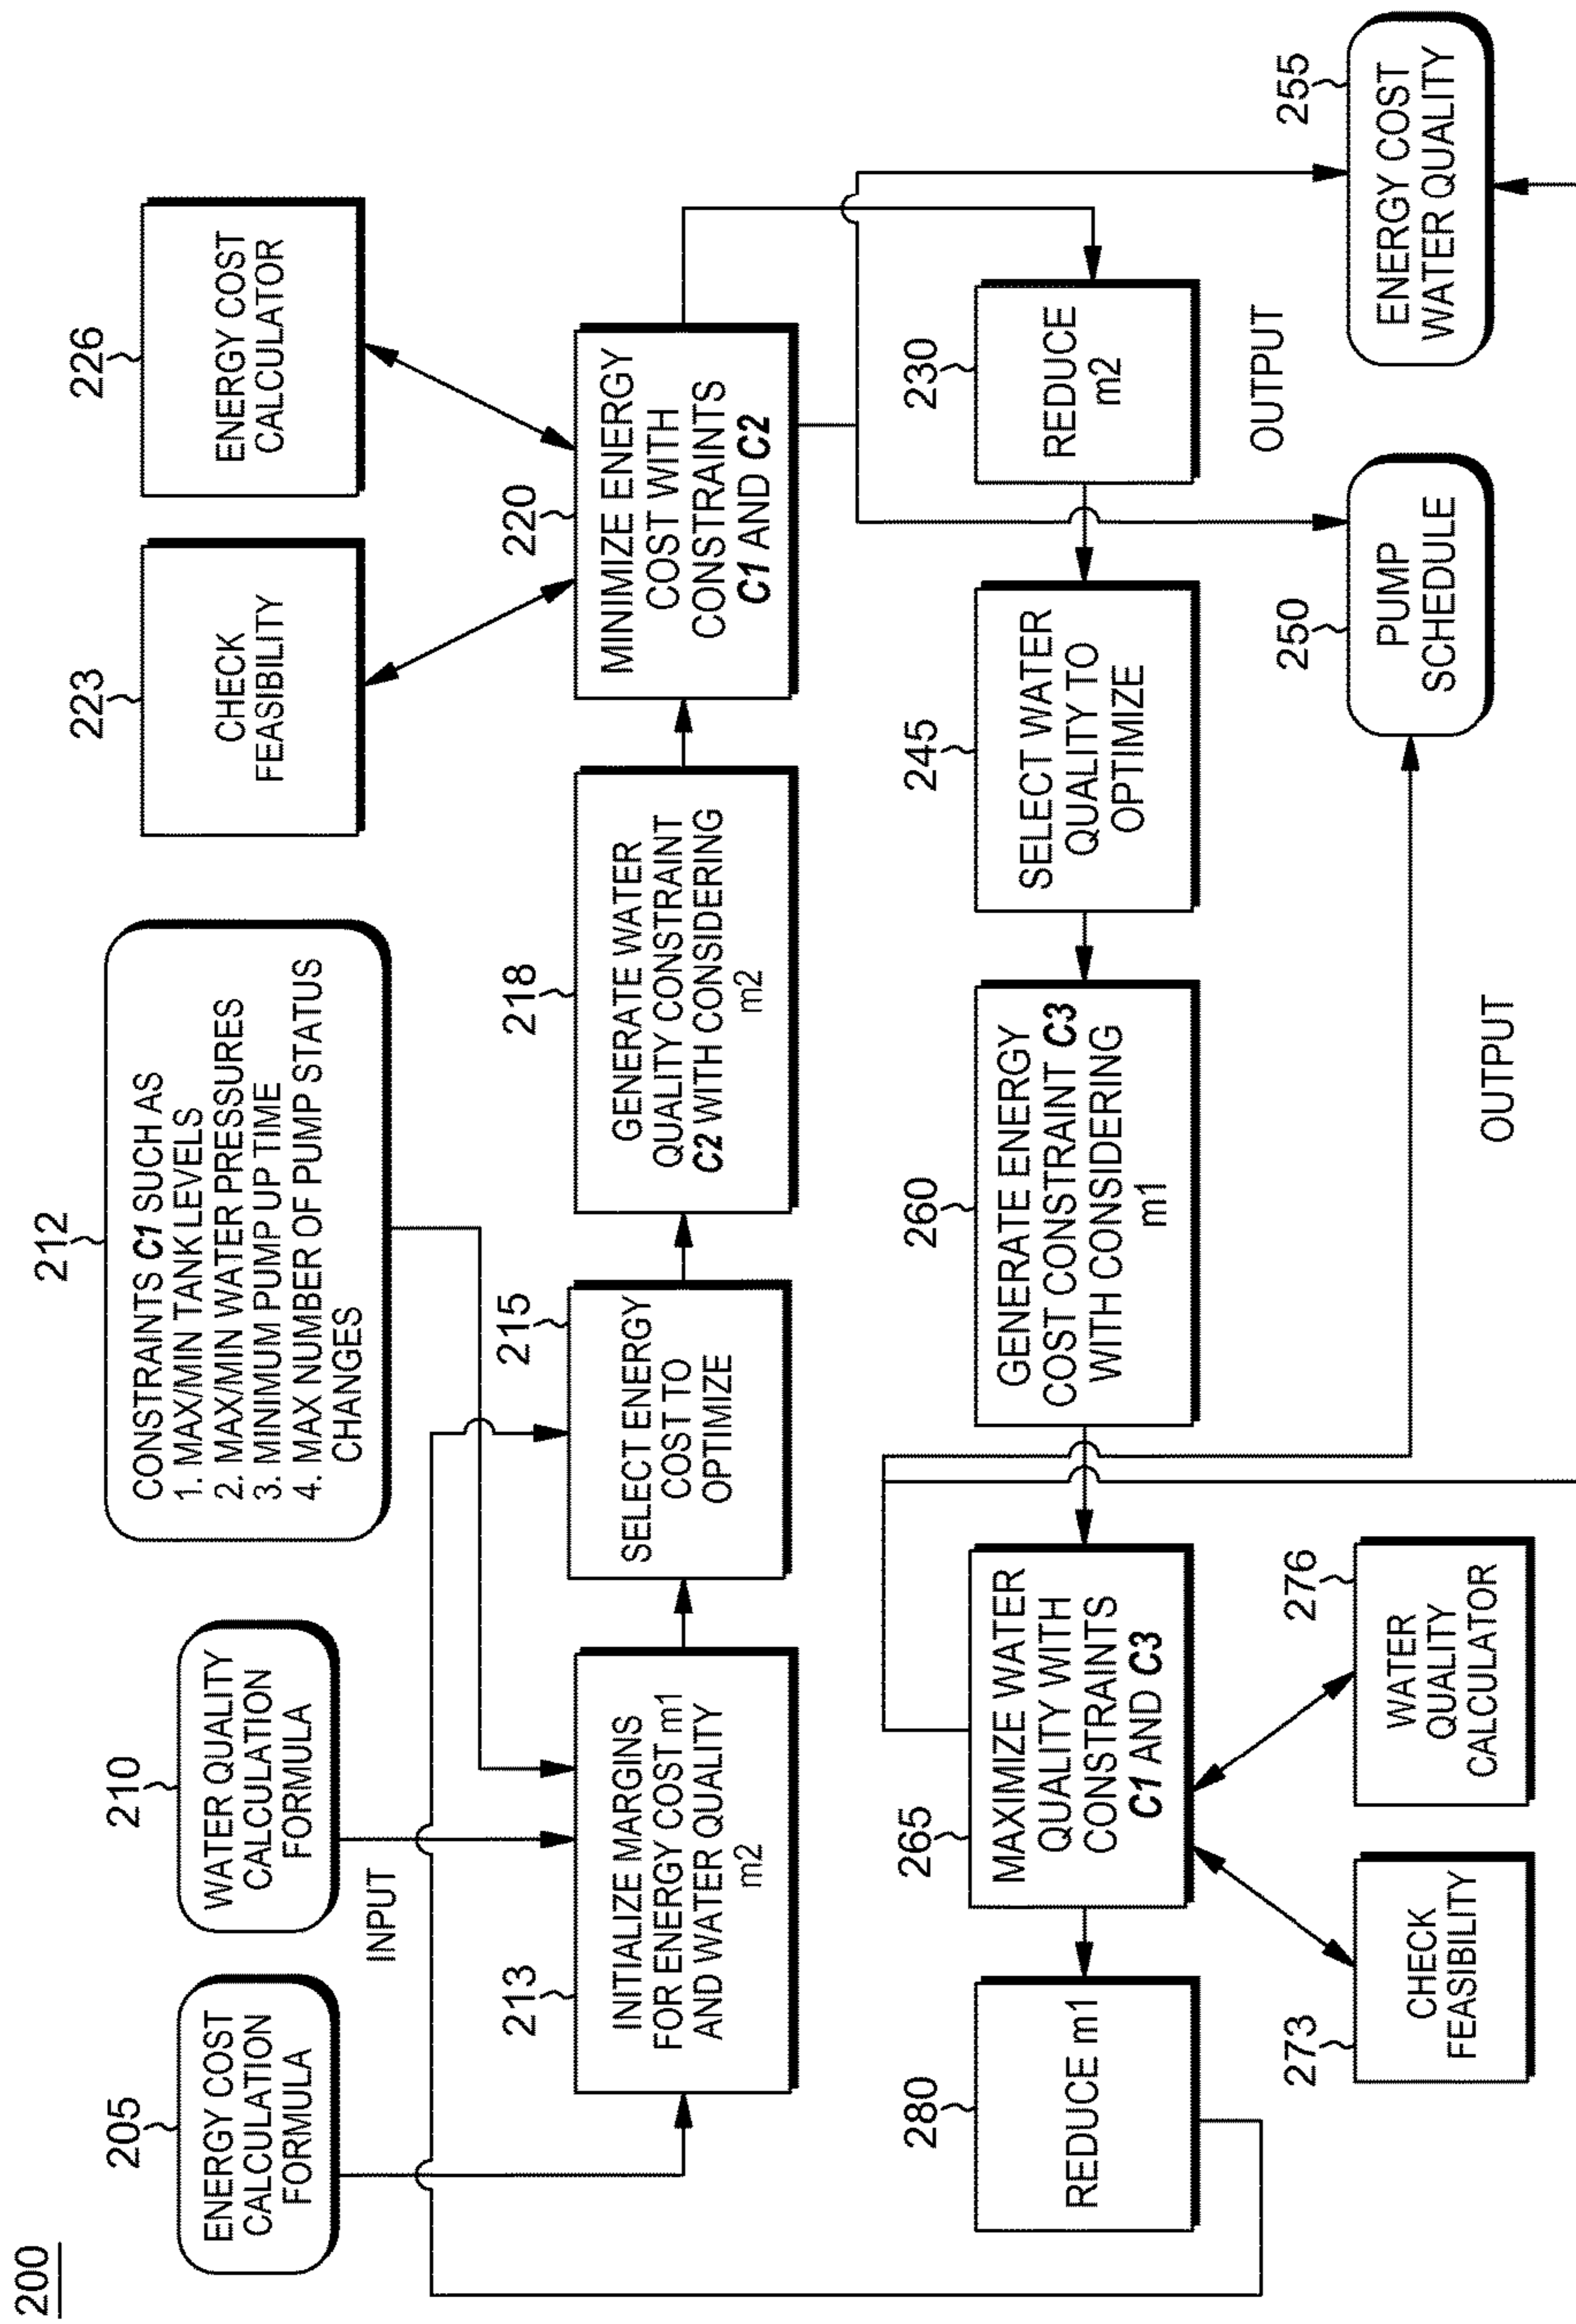 200
205
ENERGY COST
CALCULATION
FORMULA
210
WATER QUALITY
CALCULATION
FORMULA
INPUT
212
CONSTRAINTS C1 SUCH AS
1. MAX/MIN TANK LEVELS
2. MAX/MIN WATER PRESSURES
3. MINIMUM PUMP UP TIME
4. MAX NUMBER OF PUMP STATUS
CHANGES
223
CHECK
FEASIBILITY
226
ENERGY COST
CALCULATOR
213
INITIALIZE MARGINS
FOR ENERGY COST m1
AND WATER QUALITY
m2
215
SELECT ENERGY
COST TO
OPTIMIZE
218
GENERATE WATER
QUALITY CONSTRAINT
C2 WITH CONSIDERING
m2
220
MINIMIZE ENERGY
COST WITH
CONSTRAINTS
C1 AND C2
280
REDUCE m1
265
MAXIMIZE WATER
QUALITY WITH
CONSTRAINTS
C1 AND C3
260
GENERATE ENERGY
COST CONSTRAINT C3
WITH CONSIDERING
m1
245
SELECT WATER
QUALITY TO
OPTIMIZE
230
REDUCE
m2
OUTPUT
273
CHECK
FEASIBILITY
276
WATER
QUALITY
CALCULATOR
OUTPUT
250
PUMP
SCHEDULE
255
ENERGY COST
WATER QUALITY